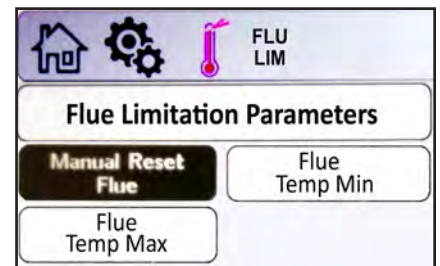 FLU
LIM
Flue Limitation Parameters
Manual Reset
Flue
Flue
Temp Min
Flue
Temp Max